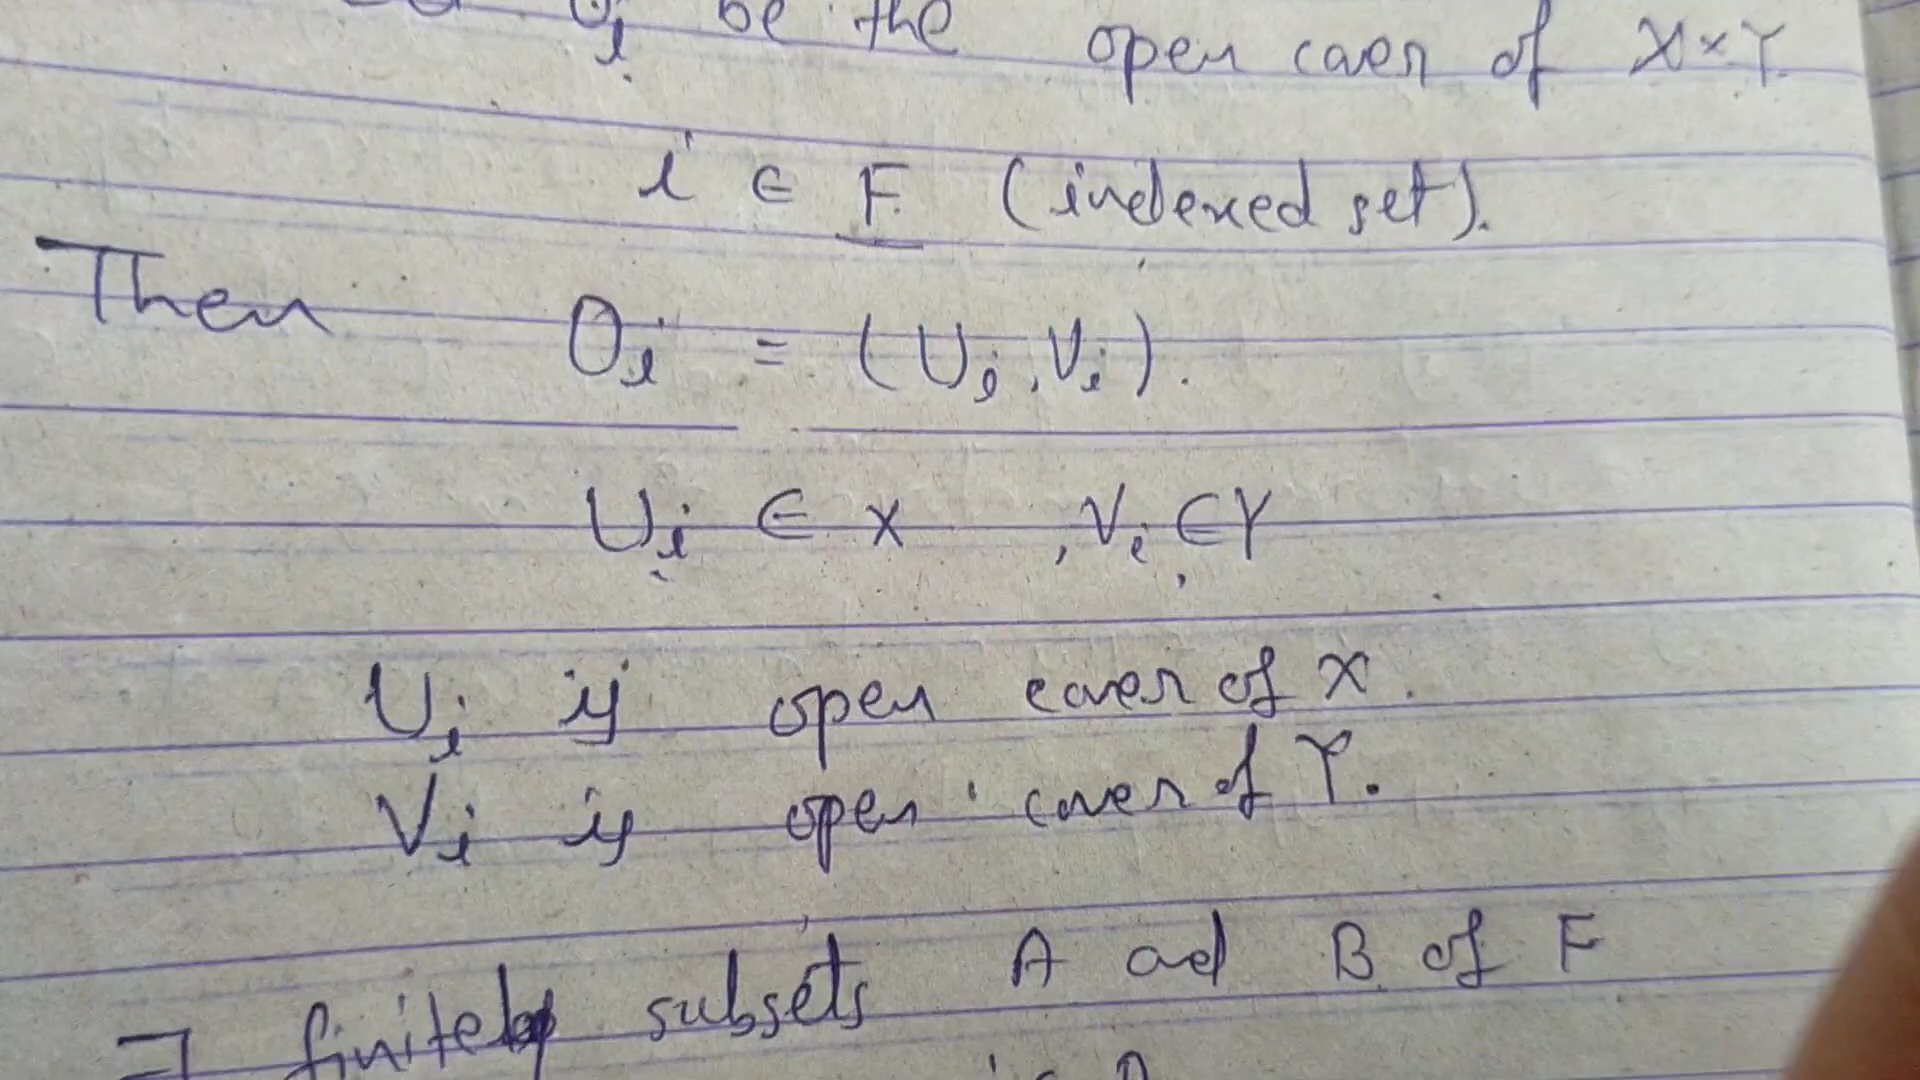 be the open cover of X×Y.
i ∈ F. (indexed set).
Then O_i = (U_i, V_i).
U_i ∈ X , V_i ∈ Y
U_i is open cover of X.
V_i is open cover of Y.
∃ finite subsets A ad B of F